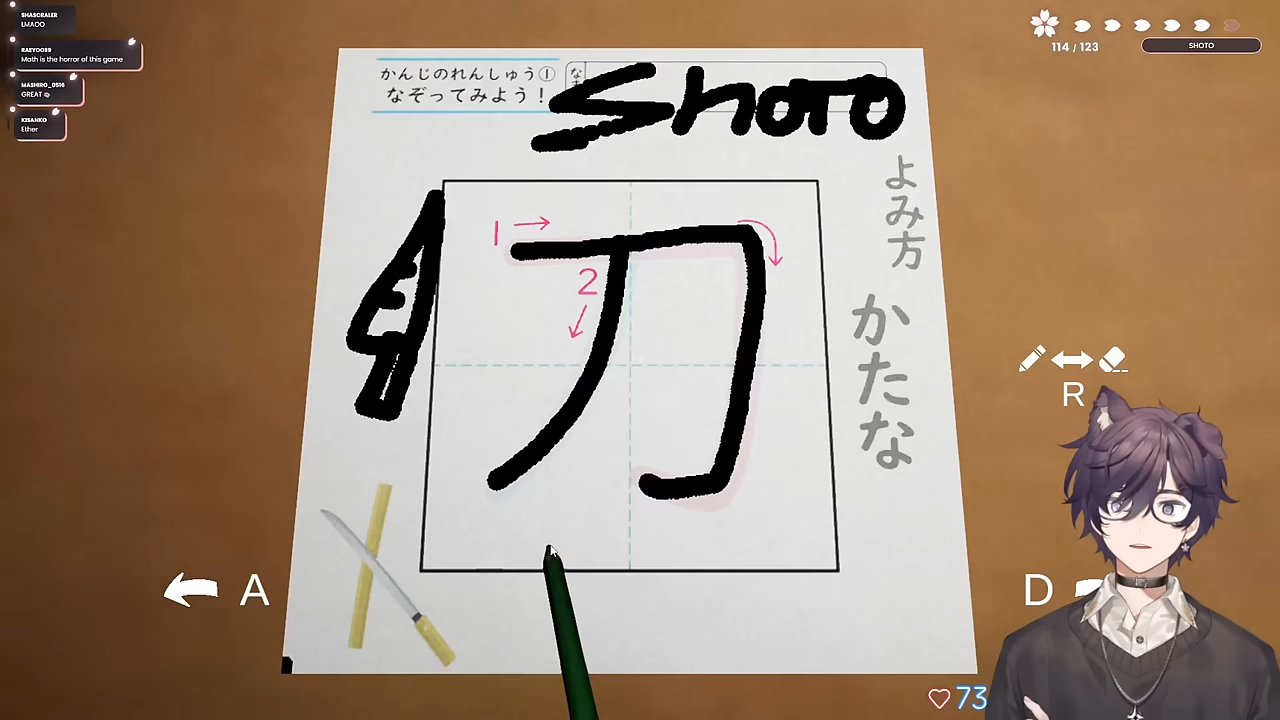 SHASCRALER
LMAOO
RAEYOO89
Math is the horror of this game
MASHIRO_0516
GREAT
KISANKO
Ether
114 / 123
SHOTO
かんじのれんしゅう①
なぞってみよう！
な
Shoto
よみ方
かたな
1
2
刀
R
A
D
73